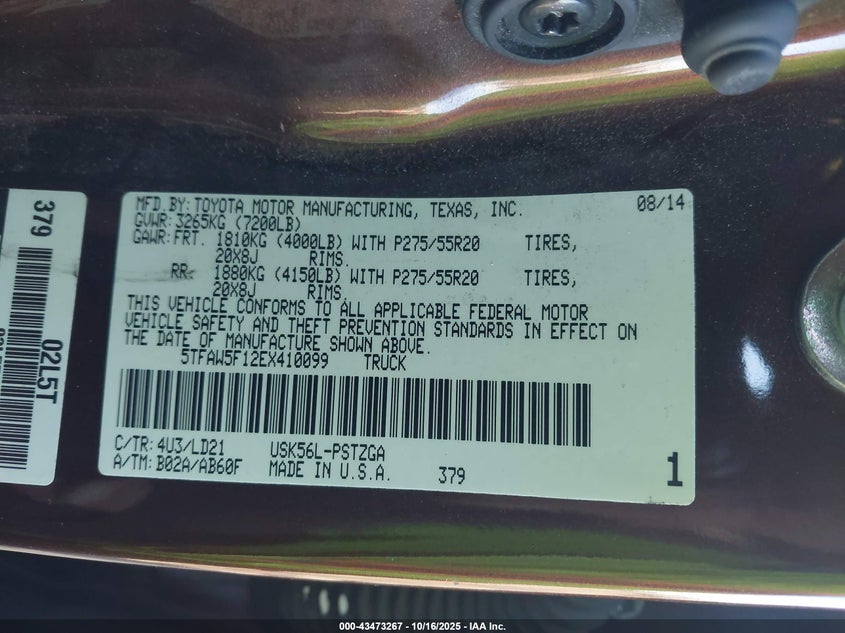 MFD.BY:TOYOTA MOTOR MANUFACTURING, TEXAS, INC. 08/14
GVWR:3265KG (7200LB)
GAWR:FRT. 1810KG (4000LB) WITH P275/55R20 TIRES,
20X8J RIMS.
RR. 1880KG (4150LB) WITH P275/55R20 TIRES,
20X8J RIMS.
THIS VEHICLE CONFORMS TO ALL APPLICABLE FEDERAL MOTOR
VEHICLE SAFETY AND THEFT PREVENTION STANDARDS IN EFFECT ON
THE DATE OF MANUFACTURE SHOWN ABOVE.
5TFAW5F12EX410099 TRUCK
C/TR:4U3/LD21 USK56L-PSTZGA
A/TM:B02A/AB60F MADE IN U.S.A. 379 1
379
02L5T
000-43473267 - 10/16/2025 - IAA Inc.